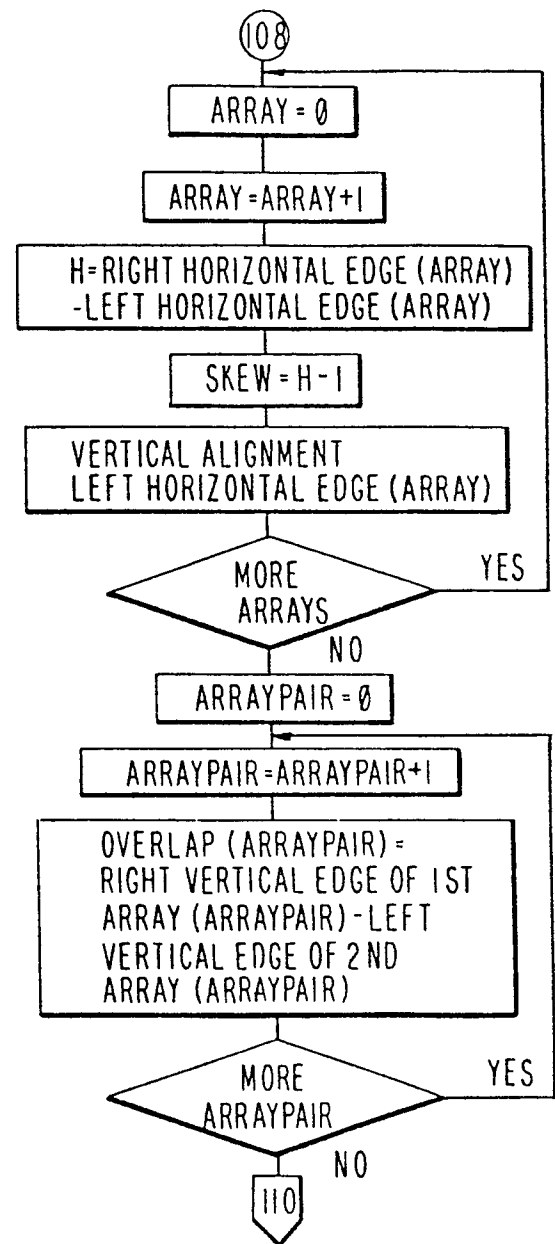 108
ARRAY = Ø
ARRAY = ARRAY+1
H=RIGHT HORIZONTAL EDGE (ARRAY)
-LEFT HORIZONTAL EDGE (ARRAY)
SKEW = H-1
VERTICAL ALIGNMENT
LEFT HORIZONTAL EDGE (ARRAY)
MORE
ARRAYS
YES
NO
ARRAYPAIR = Ø
ARRAYPAIR = ARRAYPAIR+1
OVERLAP (ARRAYPAIR) =
RIGHT VERTICAL EDGE OF 1ST
ARRAY (ARRAYPAIR) - LEFT
VERTICAL EDGE OF 2ND
ARRAY (ARRAYPAIR)
MORE
ARRAYPAIR
YES
NO
110